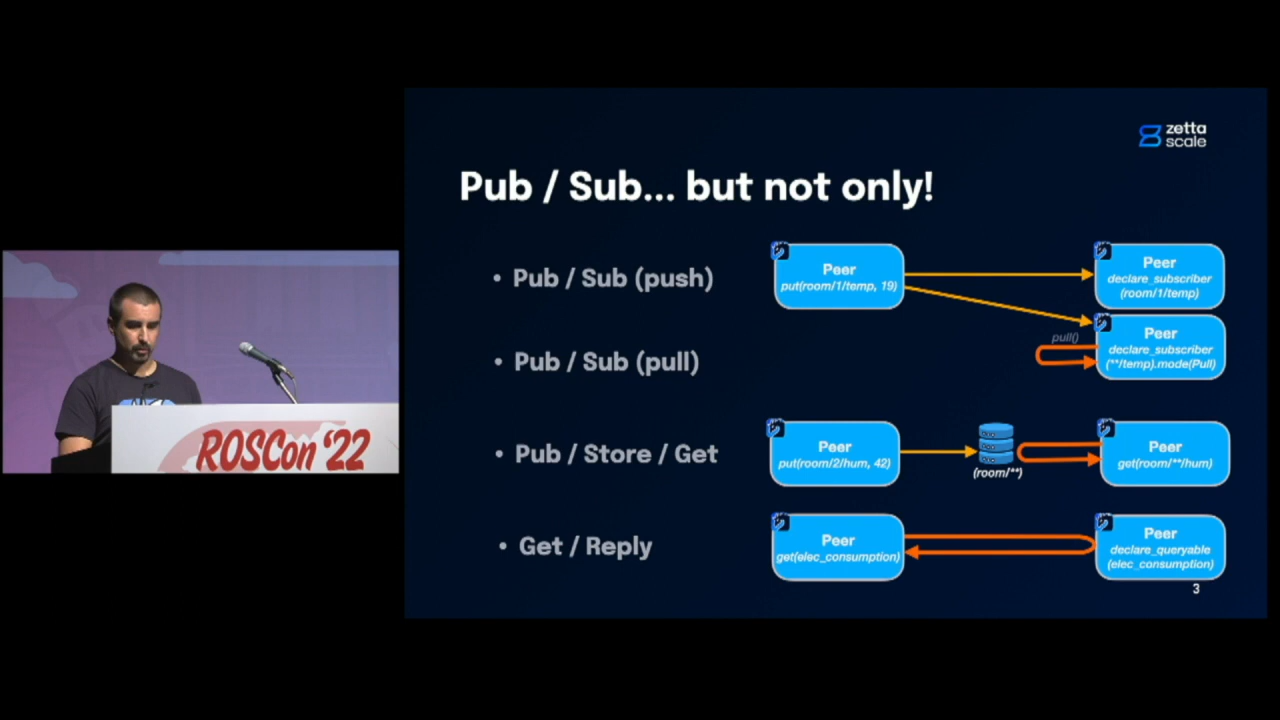 zetta
scale
Pub / Sub... but not only!
• Pub / Sub (push)
Peer
put(room/1/temp, 19)
Peer
declare_subscriber
(room/1/temp)
• Pub / Sub (pull)
pull()
Peer
declare_subscriber
(**/temp).mode(Pull)
• Pub / Store / Get
Peer
put(room/2/hum, 42)
(room/**)
Peer
get(room/**/hum)
• Get / Reply
Peer
get(elec_consumption)
Peer
declare_queryable
(elec_consumption)
3
ROSCon '22